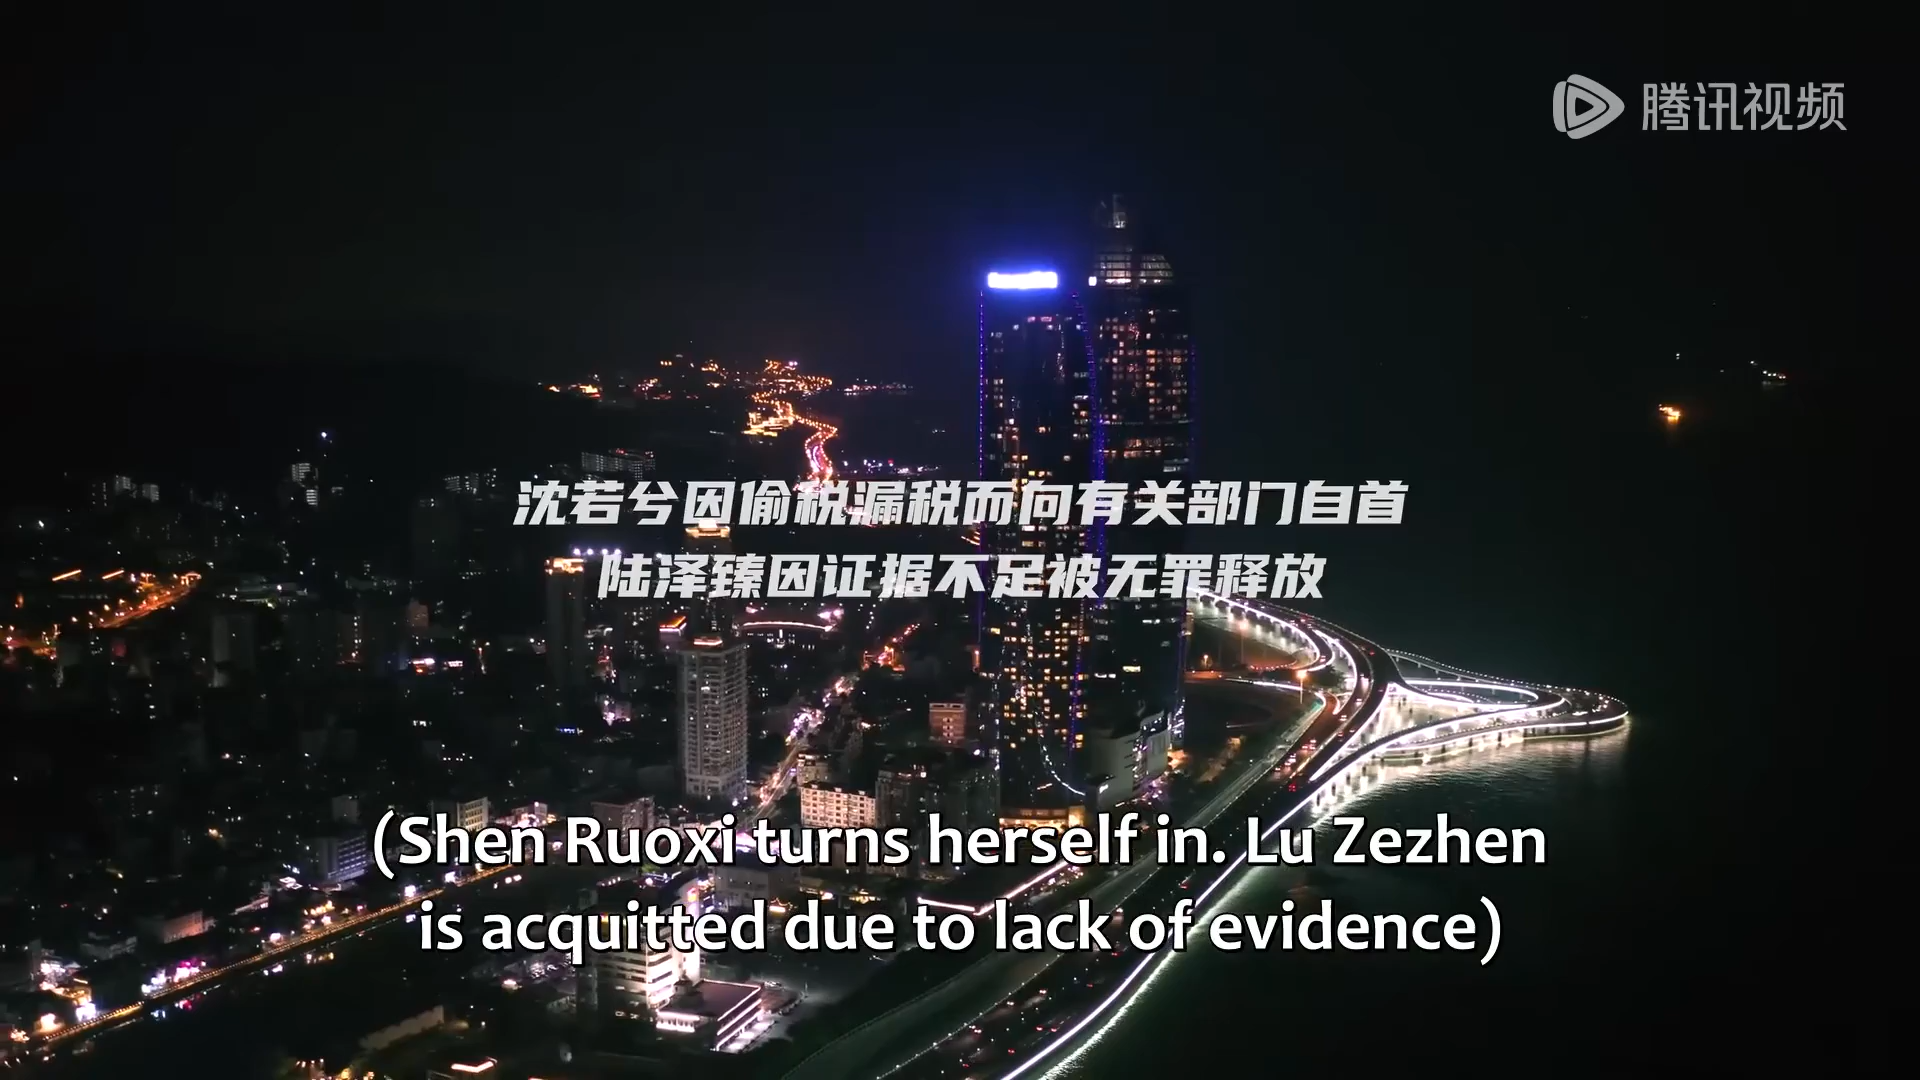 腾讯视频
沈若兮因偷税漏税而向有关部门自首
陆泽臻因证据不足被无罪释放
(Shen Ruoxi turns herself in. Lu Zezhen
is acquitted due to lack of evidence)